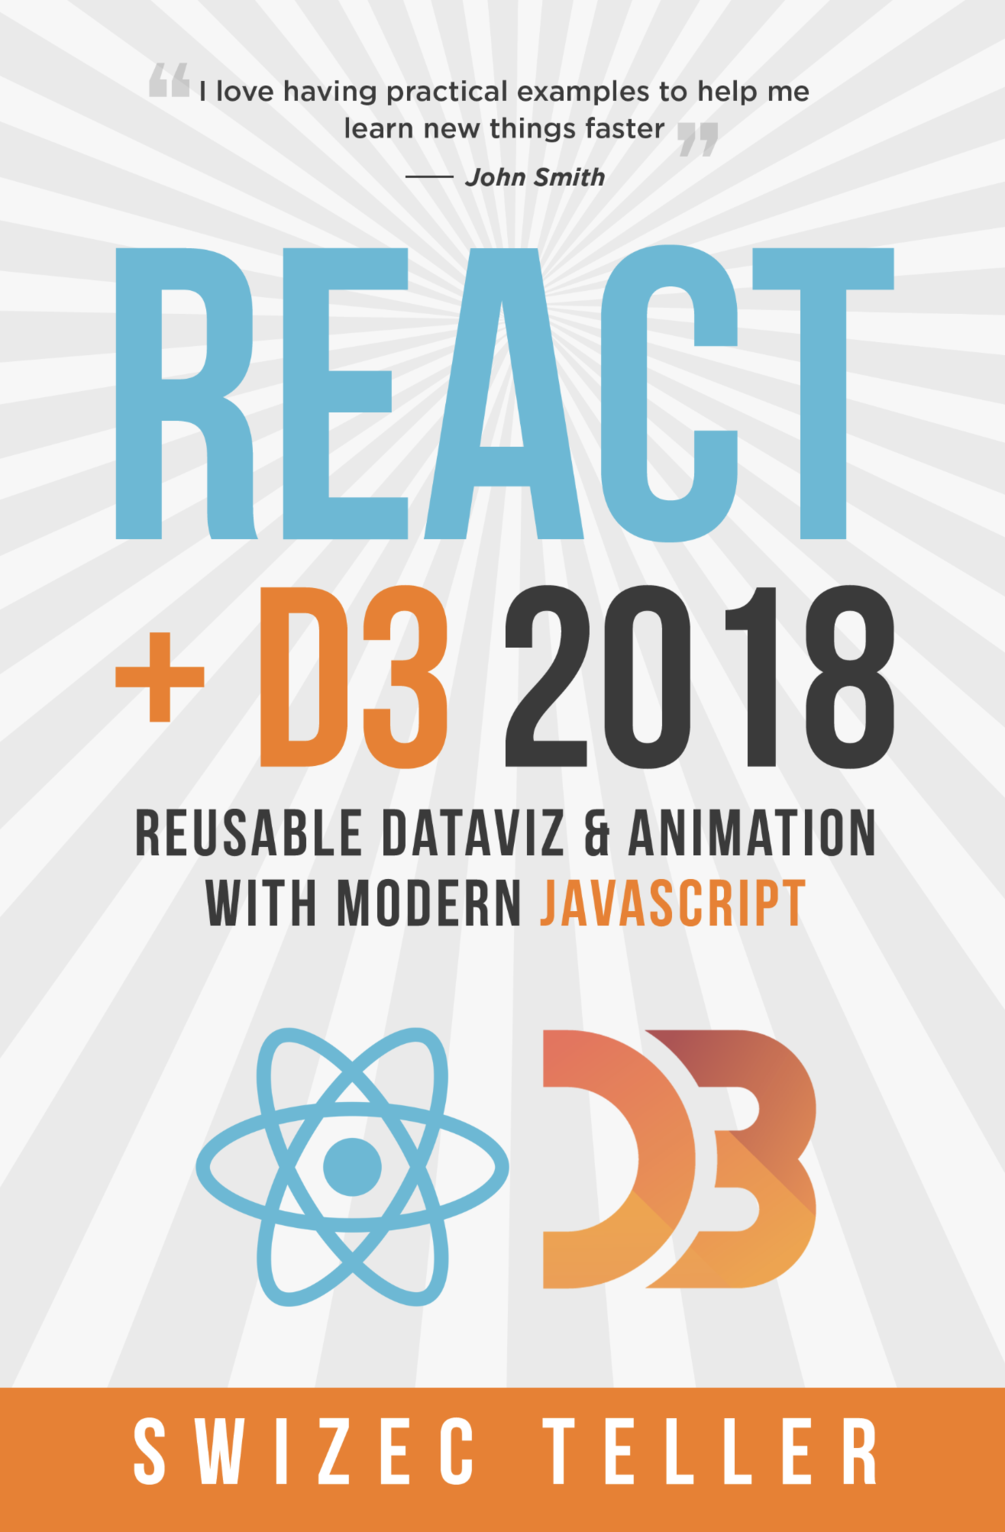 “ I love having practical examples to help me
learn new things faster ”
— John Smith
REACT
+ D3 2018
REUSABLE DATAVIZ & ANIMATION
WITH MODERN JAVASCRIPT
D3
SWIZEC TELLER